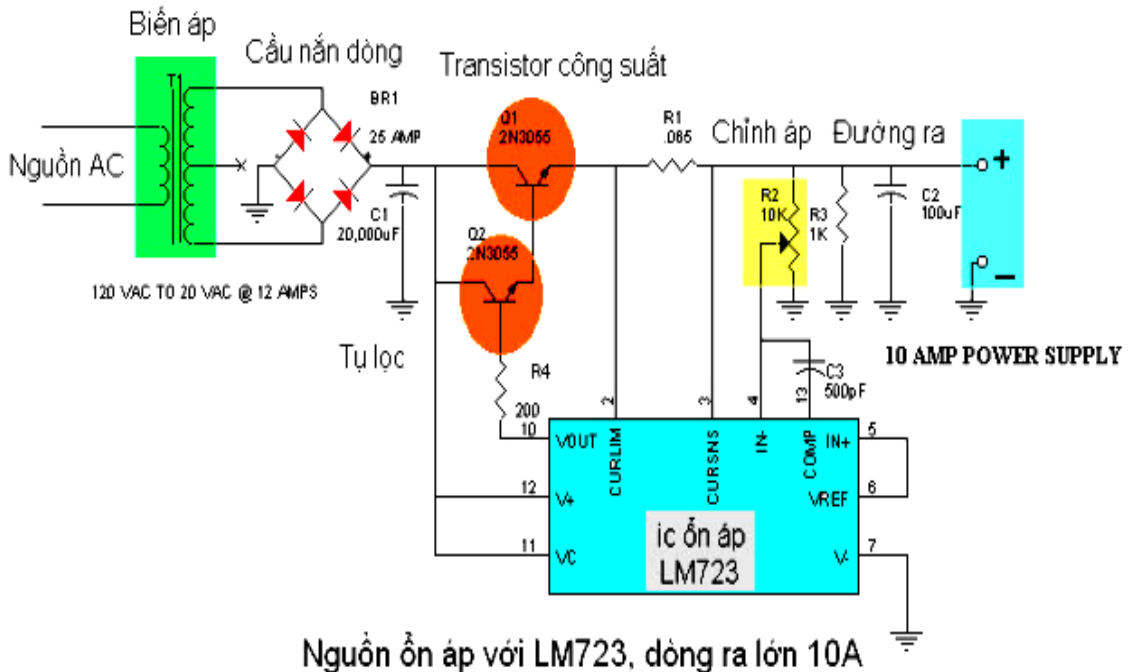 Biến áp
Cầu nắn dòng
Transistor công suất
T1
BR1
25 AMP
Q1
2N3055
R1
.065
Chỉnh áp
Đường ra
+
Nguồn AC
C1
20,000uF
R2
10K
R3
1K
C2
100uF
Q2
2N3055
120 VAC TO 20 VAC @ 12 AMPS
−
Tụ lọc
10 AMP POWER SUPPLY
R4
200
C3
500pF
2
3
4
13
10
VOUT
CURLIM
CURSNS
IN-
COMP
IN+
5
12
V+
VREF
6
11
VC
ic ổn áp
LM723
V-
7
Nguồn ổn áp với LM723, dòng ra lớn 10A